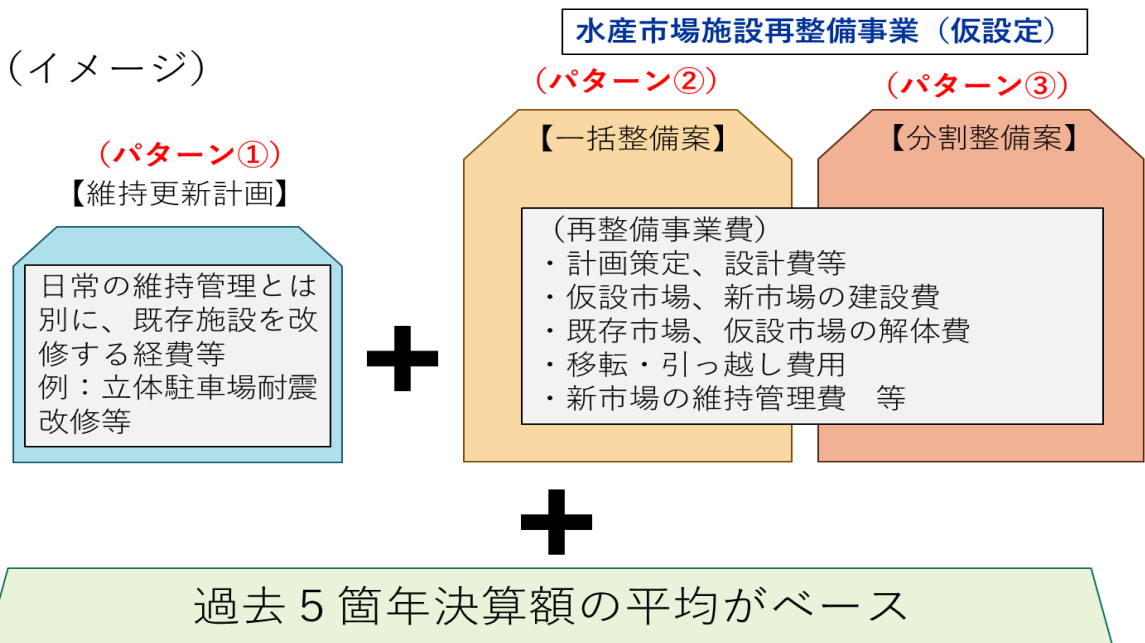 水産市場施設再整備事業（仮設定）
（イメージ）
（パターン①）
【維持更新計画】
日常の維持管理とは
別に、既存施設を改
修する経費等
例：立体駐車場耐震
改修等
（パターン②）
【一括整備案】
（パターン③）
【分割整備案】
（再整備事業費）
・計画策定、設計費等
・仮設市場、新市場の建設費
・既存市場、仮設市場の解体費
・移転・引っ越し費用
・新市場の維持管理費　等
過去５箇年決算額の平均がベース